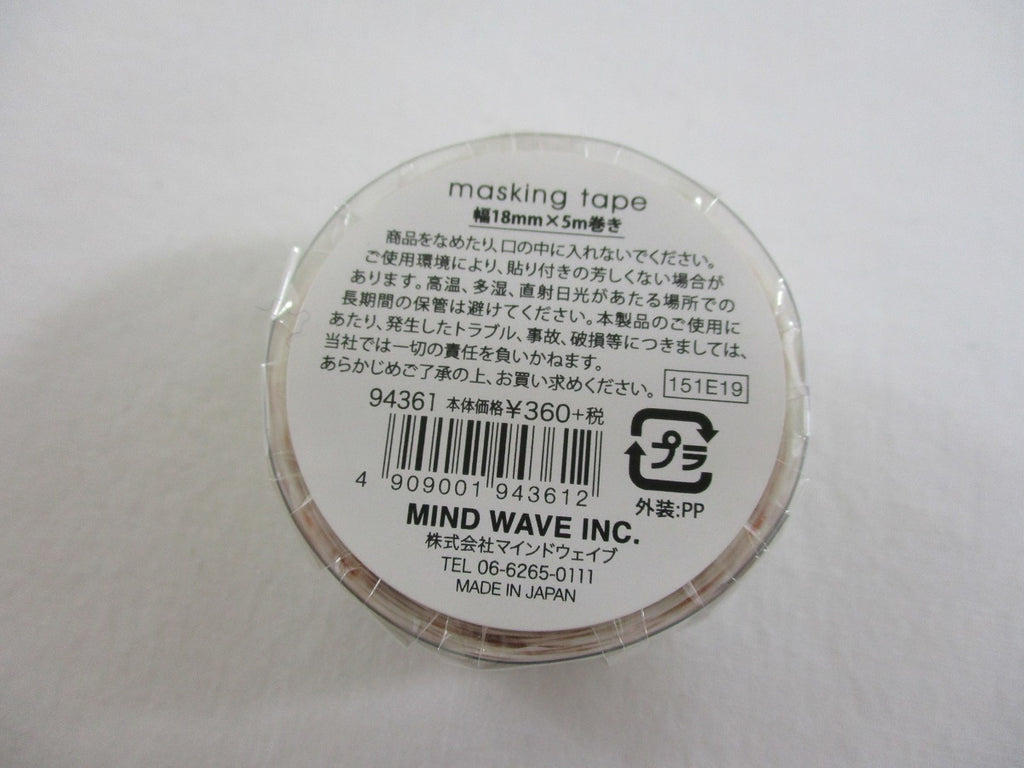 masking tape
幅18mm×5m巻き
商品をなめたり、口の中に入れないでください。
ご使用環境により、貼り付きの芳しくない場合が
あります。高温、多湿、直射日光があたる場所での
長期間の保管は避けてください。本製品のご使用に
あたり、発生したトラブル、事故、破損等につきましては、
当社では一切の責任を負いかねます。
あらかじめご了承の上、お買い求めください。 151E19
94361 本体価格¥360+税
プラ
4 909001 943612
外装:PP
MIND WAVE INC.
株式会社マインドウェイブ
TEL 06-6265-0111
MADE IN JAPAN